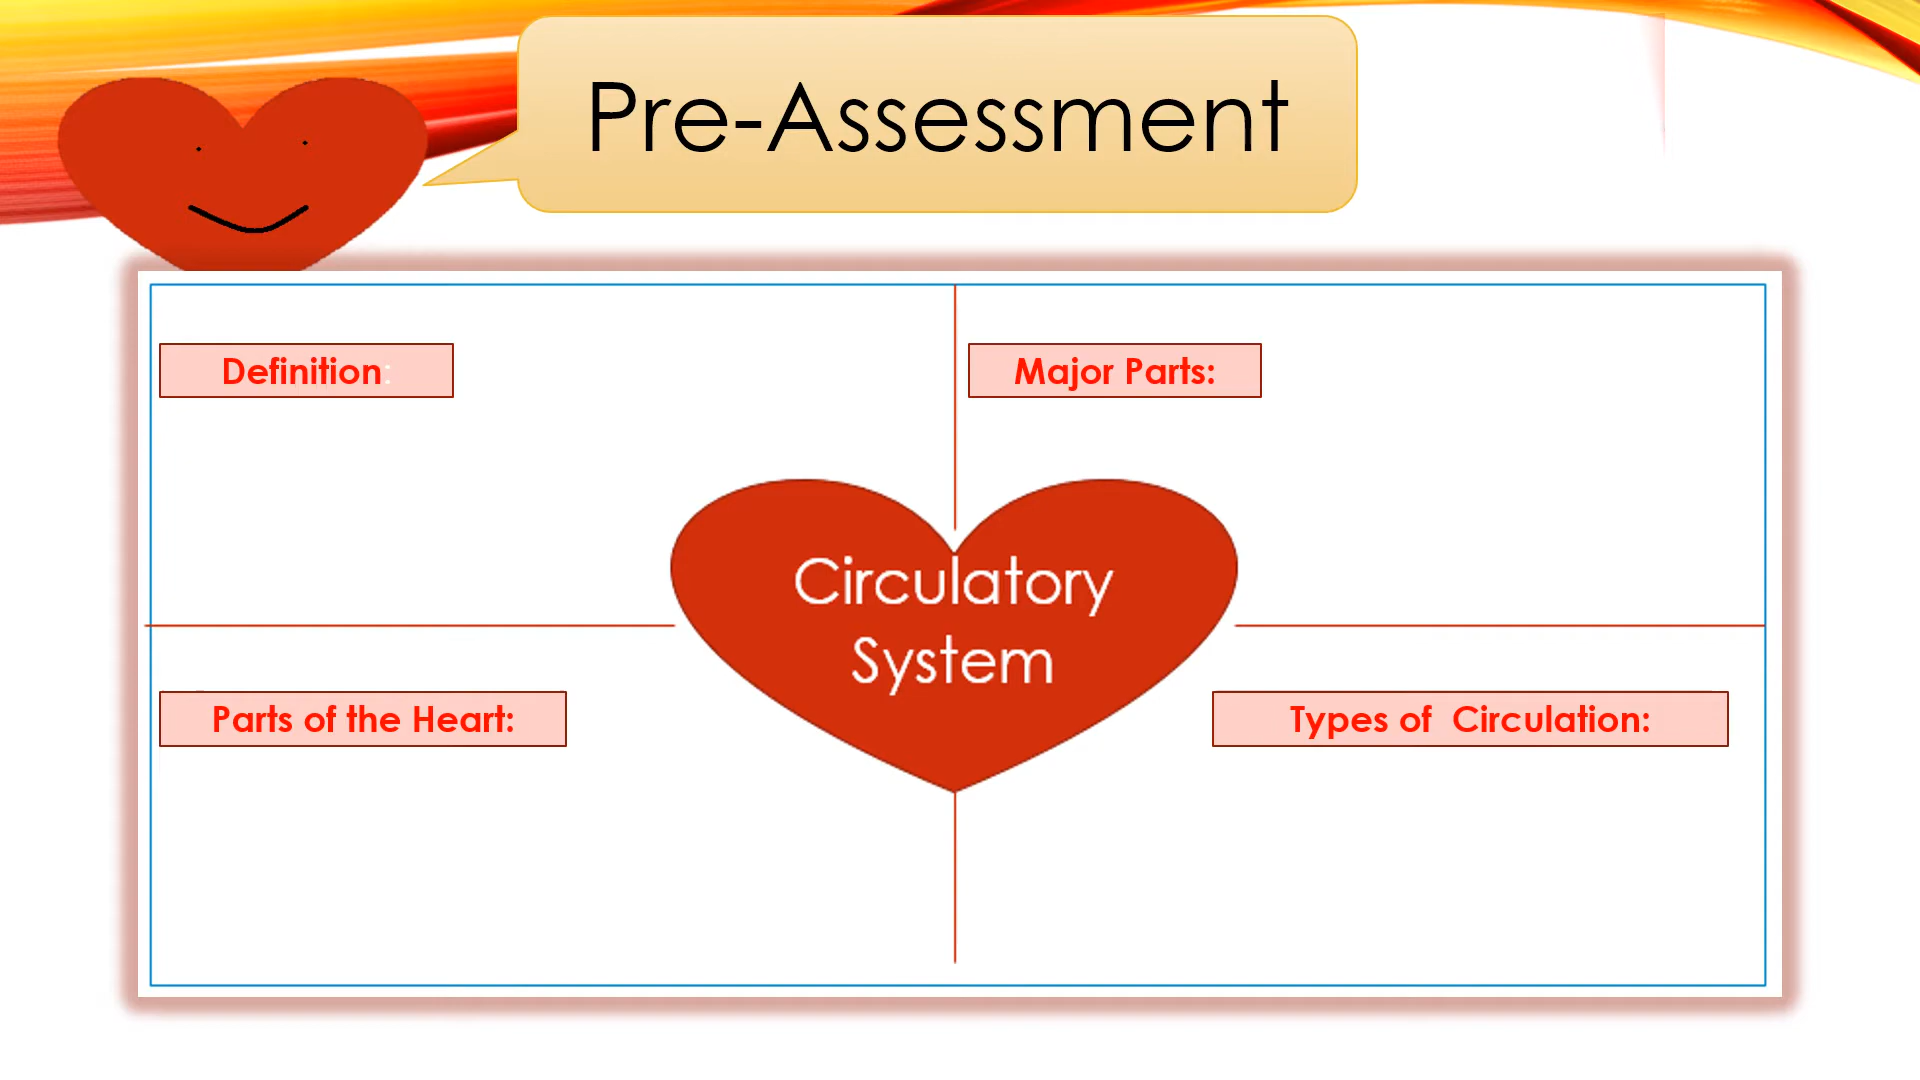 Pre-Assessment
Definition:
Major Parts:
Circulatory
System
Parts of the Heart:
Types of  Circulation: